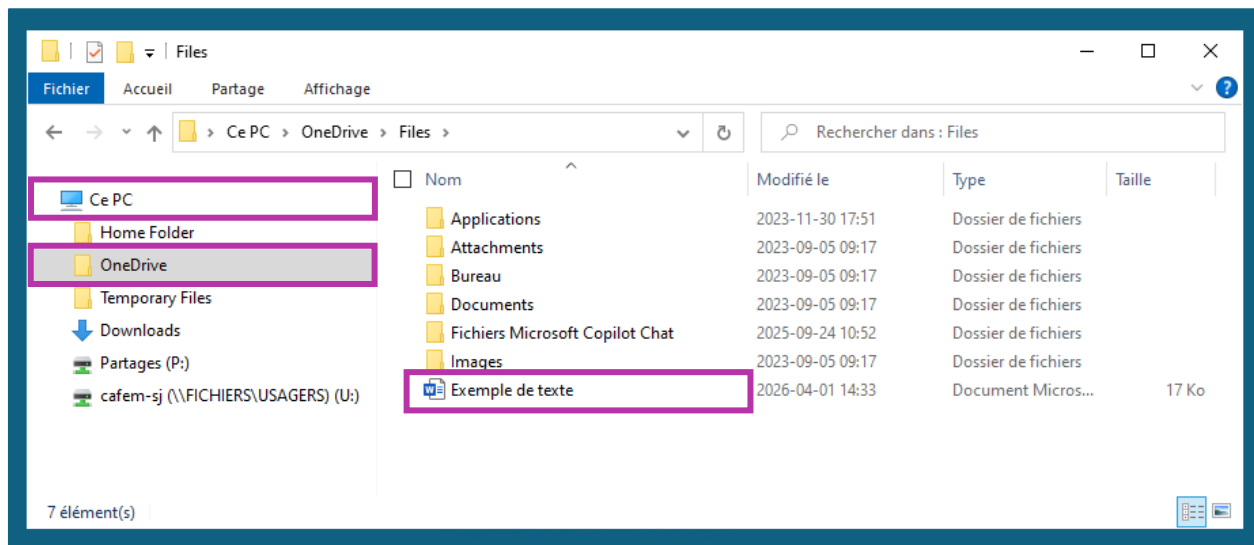 Files
Fichier Accueil Partage Affichage
Ce PC > OneDrive > Files >
Rechercher dans : Files
Nom Modifié le Type Taille
Ce PC
Home Folder
OneDrive
Temporary Files
Downloads
Partages (P:)
cafem-sj (\\FICHIERS\USAGERS) (U:)
Applications 2023-11-30 17:51 Dossier de fichiers
Attachments 2023-09-05 09:17 Dossier de fichiers
Bureau 2023-09-05 09:17 Dossier de fichiers
Documents 2023-09-05 09:17 Dossier de fichiers
Fichiers Microsoft Copilot Chat 2025-09-24 10:52 Dossier de fichiers
Images 2023-09-05 09:17 Dossier de fichiers
Exemple de texte 2026-04-01 14:33 Document Micros... 17 Ko
7 élément(s)